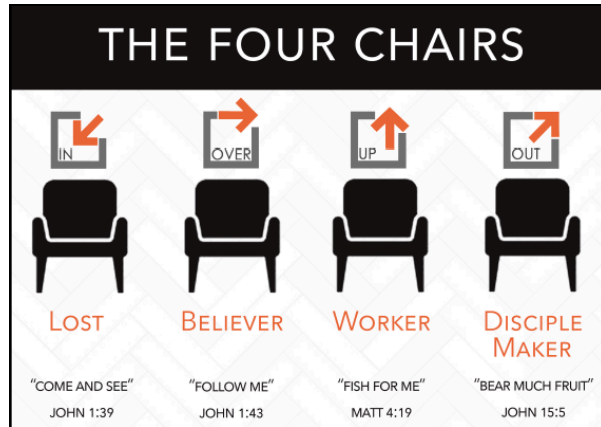 THE FOUR CHAIRS
IN
OVER
UP
OUT
LOST
BELIEVER
WORKER
DISCIPLE
MAKER
"COME AND SEE"
"FOLLOW ME"
"FISH FOR ME"
"BEAR MUCH FRUIT"
JOHN 1:39
JOHN 1:43
MATT 4:19
JOHN 15:5